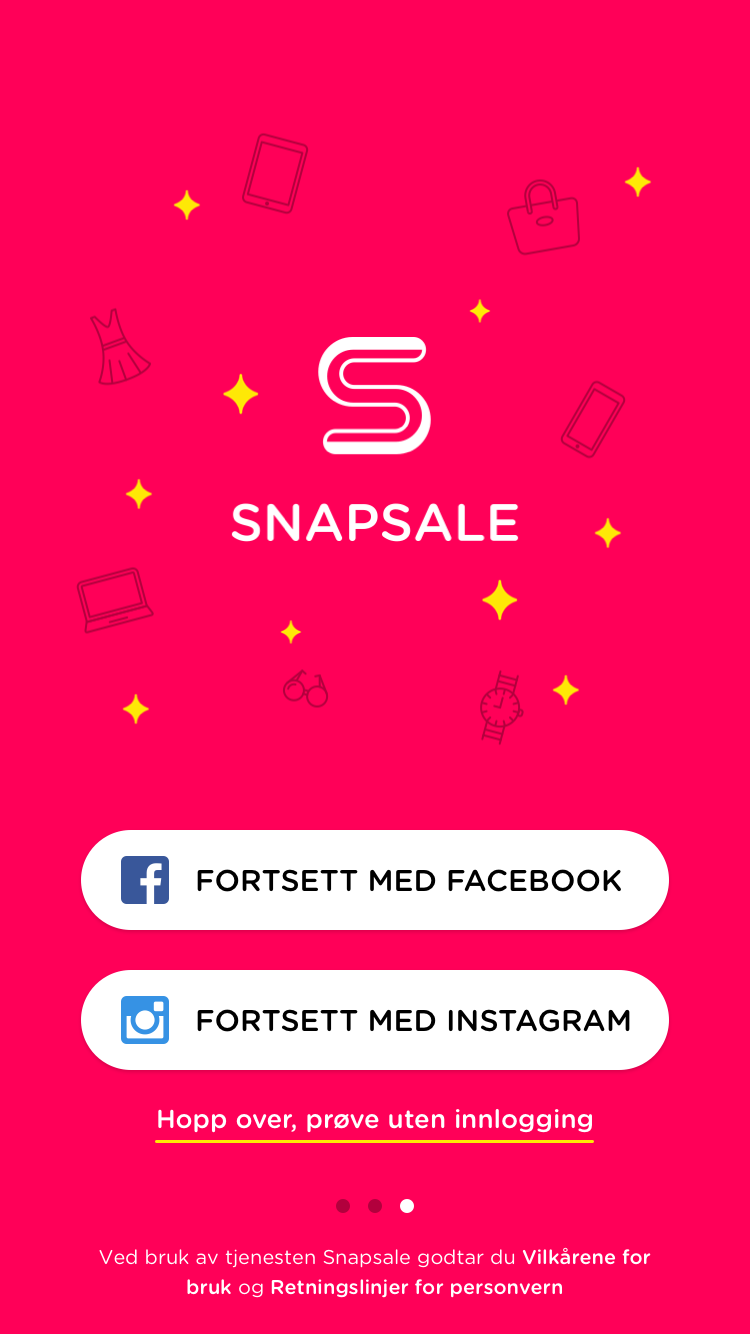 SNAPSALE
FORTSETT MED FACEBOOK
FORTSETT MED INSTAGRAM
Hopp over, prøve uten innlogging
Ved bruk av tjenesten Snapsale godtar du Vilkårene for
bruk og Retningslinjer for personvern